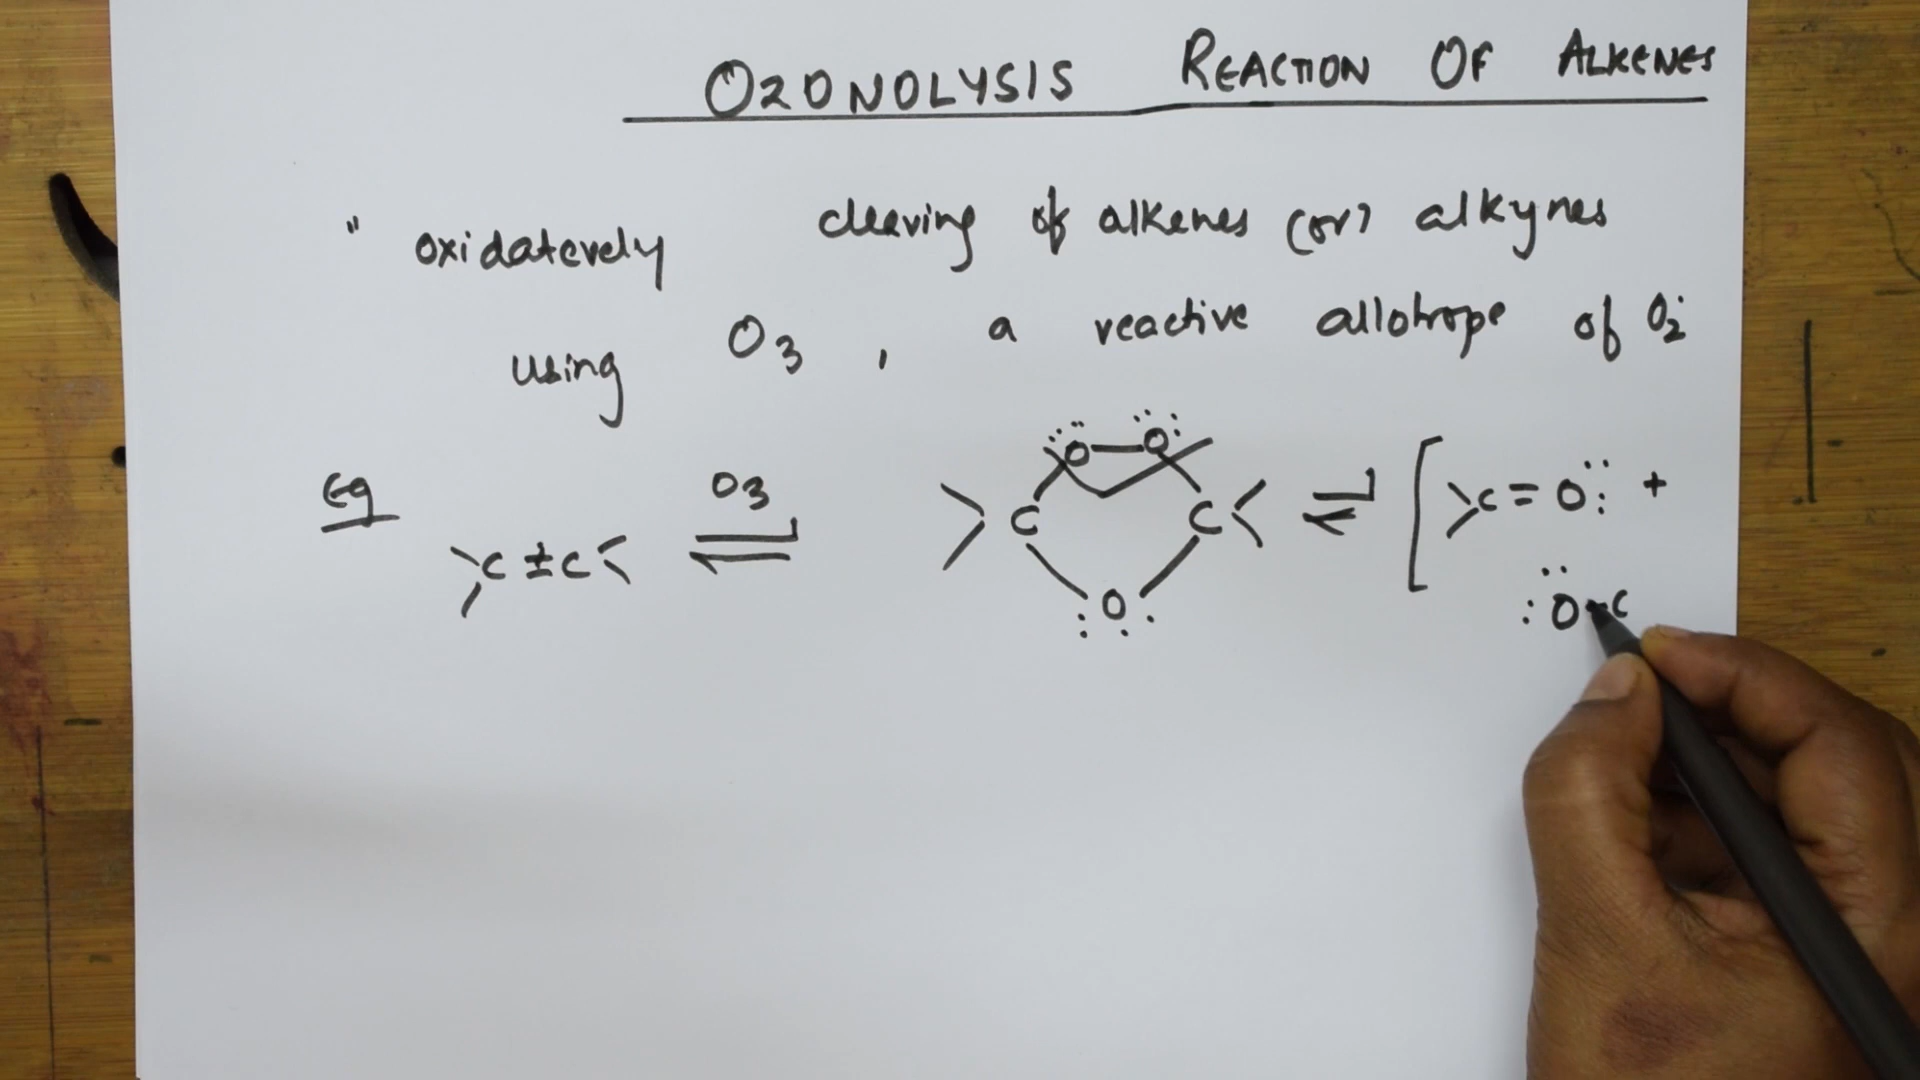 OZONOLYSIS REACTION OF ALKENES
" oxidatevely cleaving of alkenes (or) alkynes
using O3, a reactive allotrope of O2
Eg
>C=C< ⇌ O3 >C O—O C< O ⇌ [ >C=O: +
:O=C